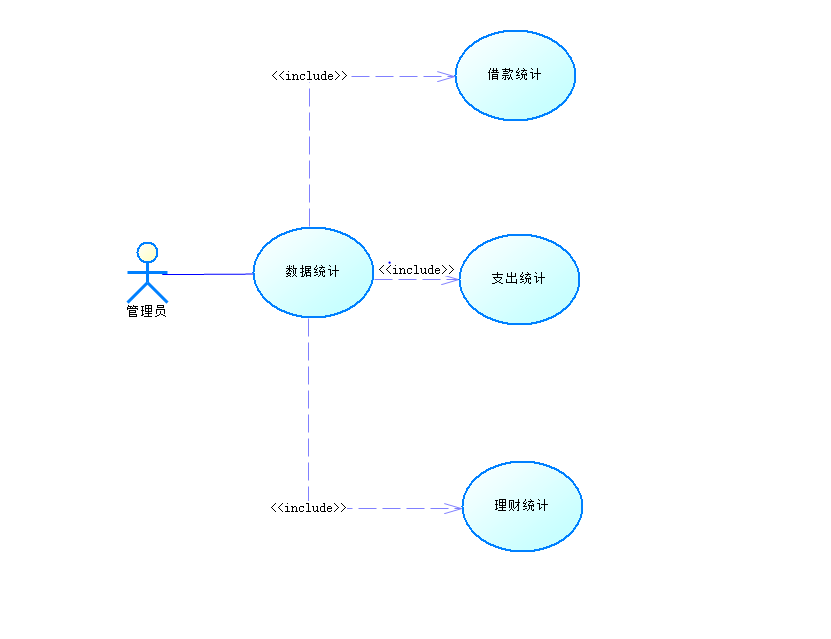 <<include>>
借款统计
数据统计
<<include>>
支出统计
管理员
<<include>>
理财统计